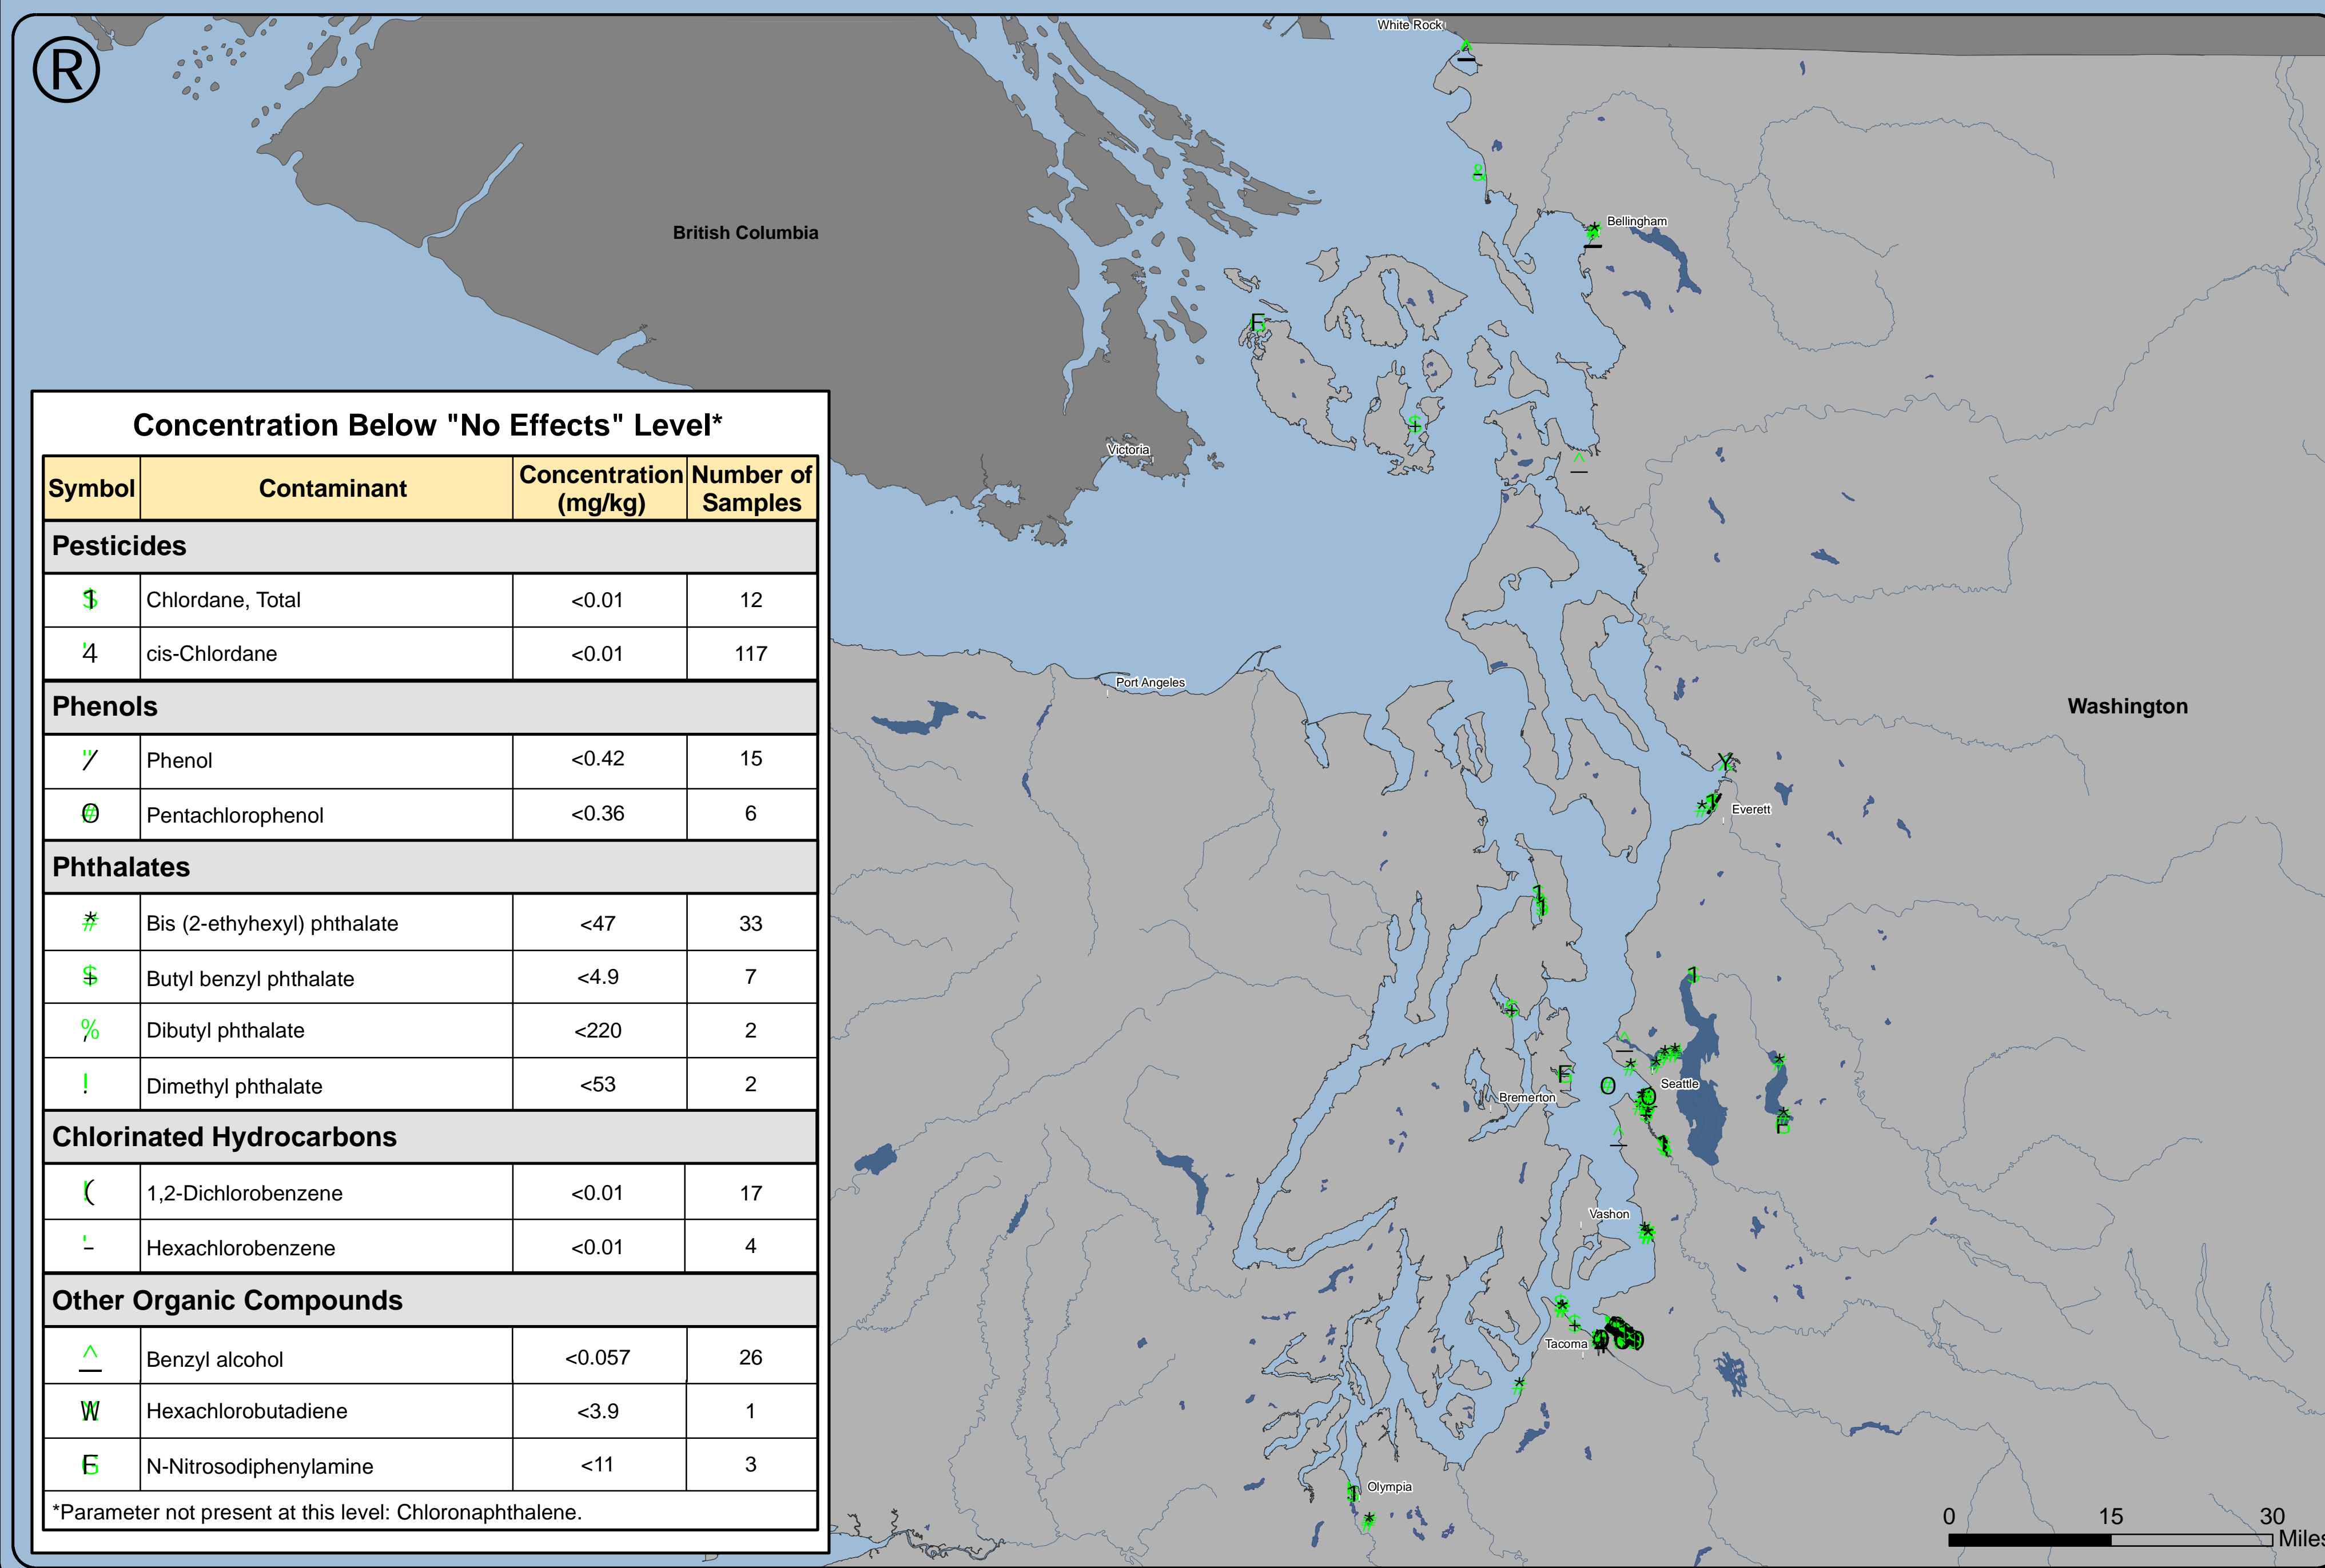 ®
White Rock
Bellingham
British Columbia
Victoria
Port Angeles
Washington
Everett
Seattle
Bremerton
Vashon
Tacoma
Olympia
Concentration Below "No Effects" Level*
Symbol Contaminant Concentration (mg/kg) Number of Samples
Pesticides
Chlordane, Total <0.01 12
cis-Chlordane <0.01 117
Phenols
Phenol <0.42 15
Pentachlorophenol <0.36 6
Phthalates
Bis (2-ethyhexyl) phthalate <47 33
Butyl benzyl phthalate <4.9 7
% Dibutyl phthalate <220 2
! Dimethyl phthalate <53 2
Chlorinated Hydrocarbons
1,2-Dichlorobenzene <0.01 17
Hexachlorobenzene <0.01 4
Other Organic Compounds
Benzyl alcohol <0.057 26
Hexachlorobutadiene <3.9 1
N-Nitrosodiphenylamine <11 3
*Parameter not present at this level: Chloronaphthalene.
0 15 30
Miles